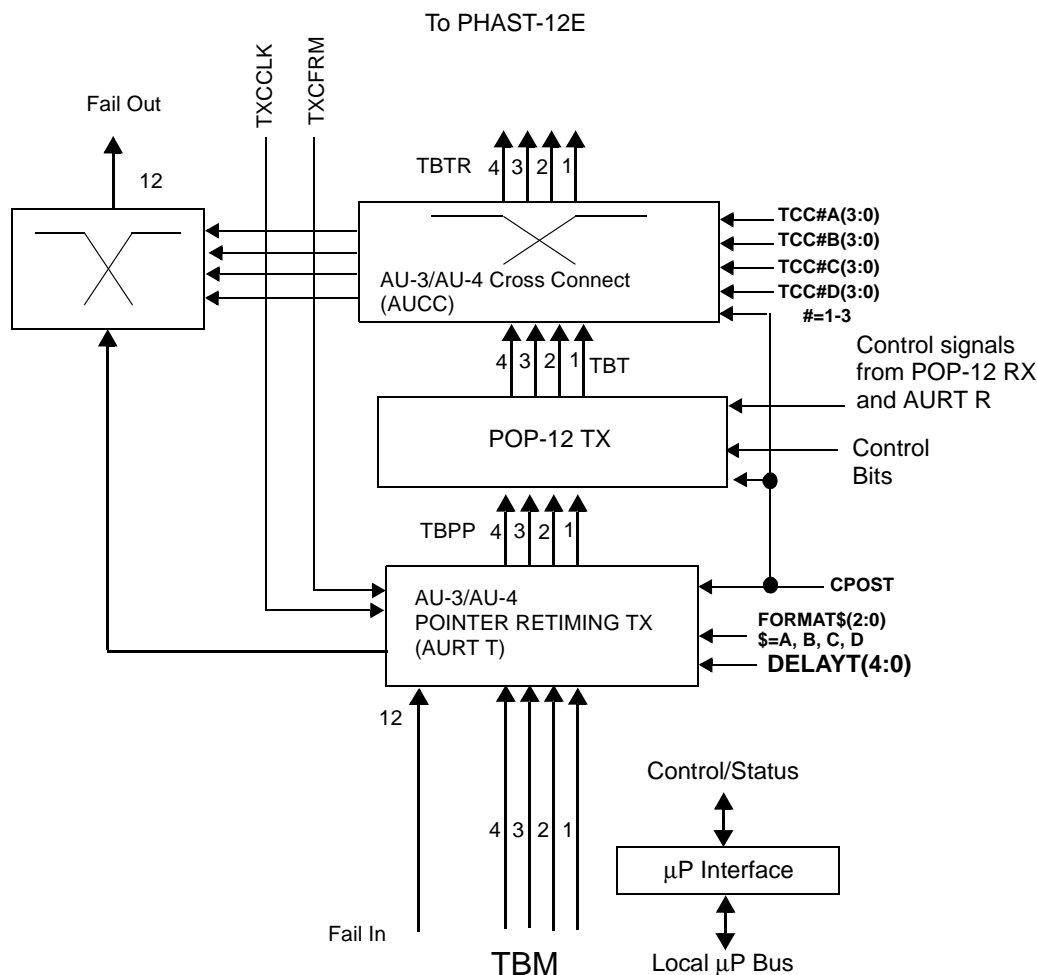 To PHAST-12E
TXCCLK
TXCFRM
Fail Out
12
TBTR
4 3 2 1
TCC#A(3:0)
TCC#B(3:0)
TCC#C(3:0)
TCC#D(3:0)
#=1-3
AU-3/AU-4 Cross Connect
(AUCC)
4 3 2 1
TBT
Control signals
from POP-12 RX
and AURT R
POP-12 TX
Control
Bits
TBPP
4 3 2 1
CPOST
AU-3/AU-4
POINTER RETIMING TX
(AURT T)
FORMAT$(2:0)
$=A, B, C, D
DELAYT(4:0)
12
4 3 2 1
Control/Status
µP Interface
Fail In
TBM
Local µP Bus